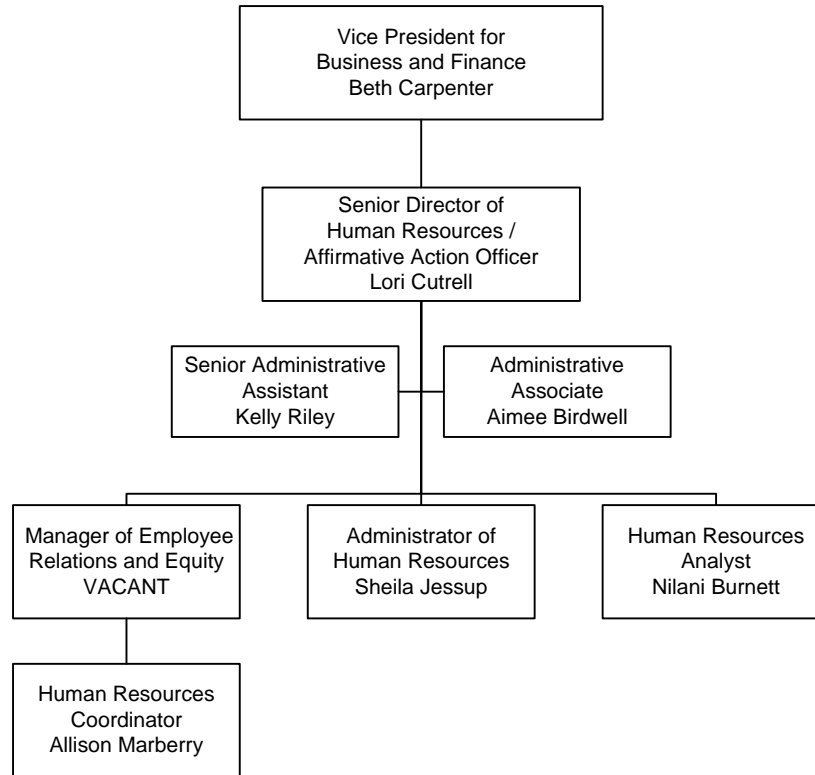 Vice President for
Business and Finance
Beth Carpenter
Senior Director of
Human Resources /
Affirmative Action Officer
Lori Cutrell
Senior Administrative
Assistant
Kelly Riley
Administrative
Associate
Aimee Birdwell
Manager of Employee
Relations and Equity
VACANT
Administrator of
Human Resources
Sheila Jessup
Human Resources
Analyst
Nilani Burnett
Human Resources
Coordinator
Allison Marberry